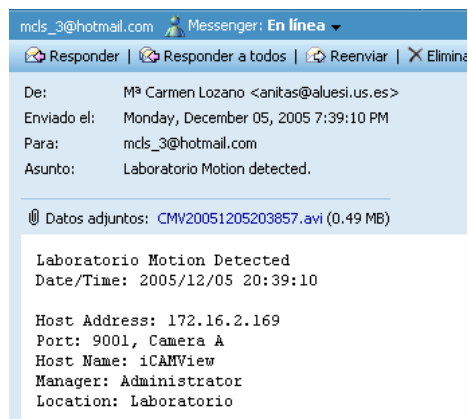 mcls_3@hotmail.com Messenger: En línea
Responder | Responder a todos | Reenviar | Elimina
De: Mª Carmen Lozano <anitas@aluesi.us.es>
Enviado el: Monday, December 05, 2005 7:39:10 PM
Para: mcls_3@hotmail.com
Asunto: Laboratorio Motion detected.
Datos adjuntos: CMV20051205203857.avi (0.49 MB)
Laboratorio Motion Detected
Date/Time: 2005/12/05 20:39:10
Host Address: 172.16.2.169
Port: 9001, Camera A
Host Name: iCAMView
Manager: Administrator
Location: Laboratorio